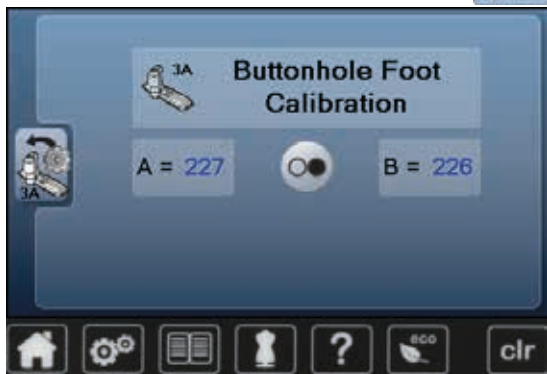 3A
Buttonhole Foot
Calibration
3A
A = 227
B = 226
?
eco
clr